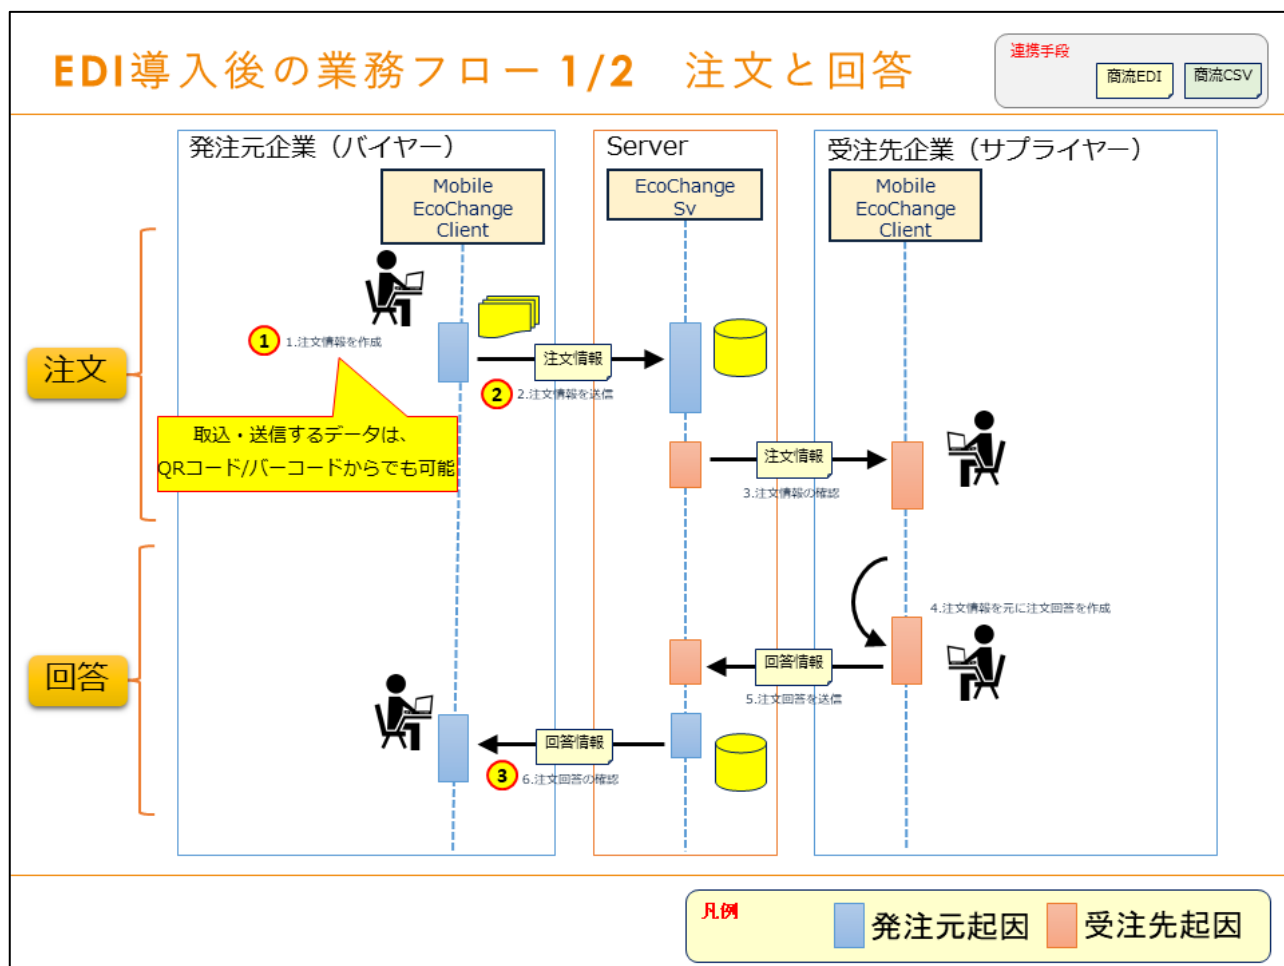 EDI導入後の業務フロー 1/2　注文と回答
連携手段
商流EDI
商流CSV
発注元企業（バイヤー）
Server
受注先企業（サプライヤー）
Mobile
EcoChange
Client
EcoChange
Sv
Mobile
EcoChange
Client
注文
1
1.注文情報を作成
注文情報
2
2.注文情報を送信
取込・送信するデータは、
QRコード/バーコードからでも可能
注文情報
3.注文情報の確認
回答
4.注文情報を元に注文回答を作成
回答情報
5.注文回答を送信
回答情報
3
6.注文回答の確認
凡例
発注元起因
受注先起因